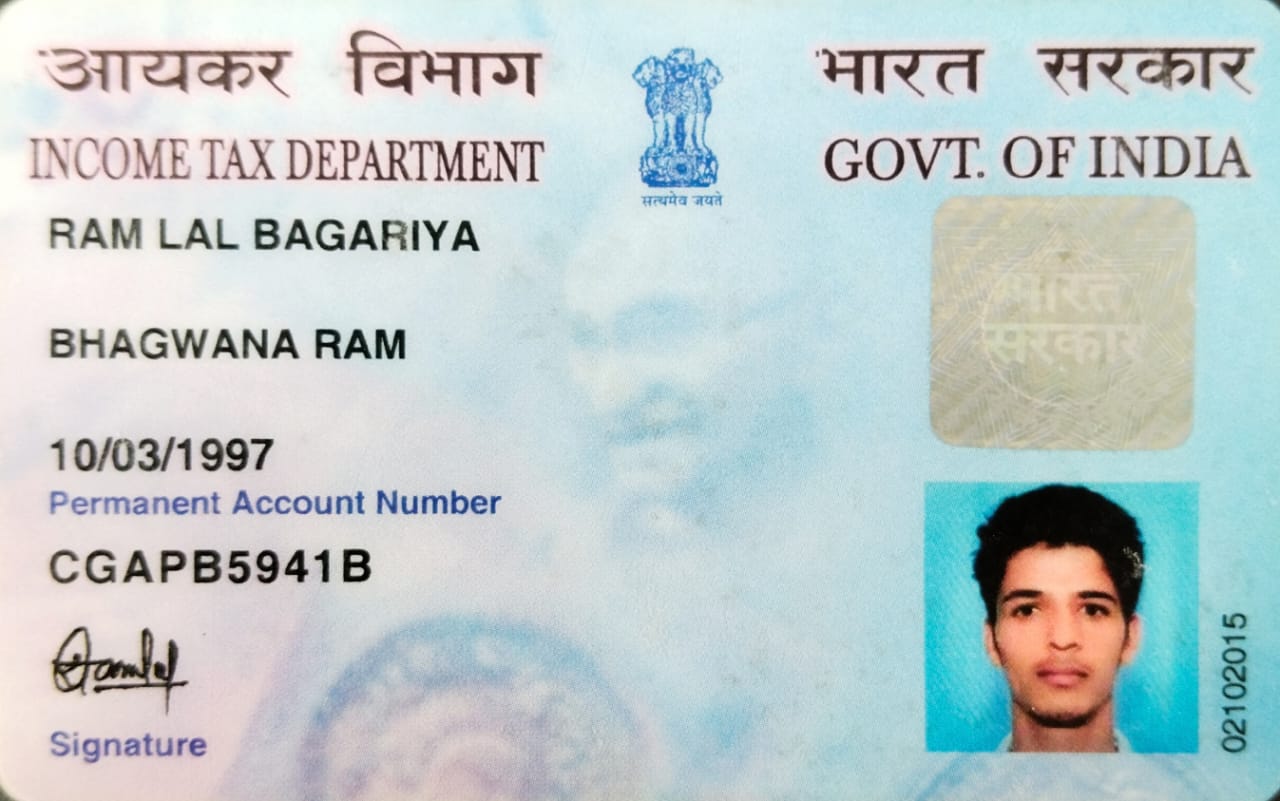 आयकर विभाग
भारत सरकार
INCOME TAX DEPARTMENT
GOVT. OF INDIA
सत्यमेव जयते
RAM LAL BAGARIYA
भारत
सरकार
BHAGWANA RAM
10/03/1997
Permanent Account Number
CGAPB5941B
Ramlal
Signature
02102015